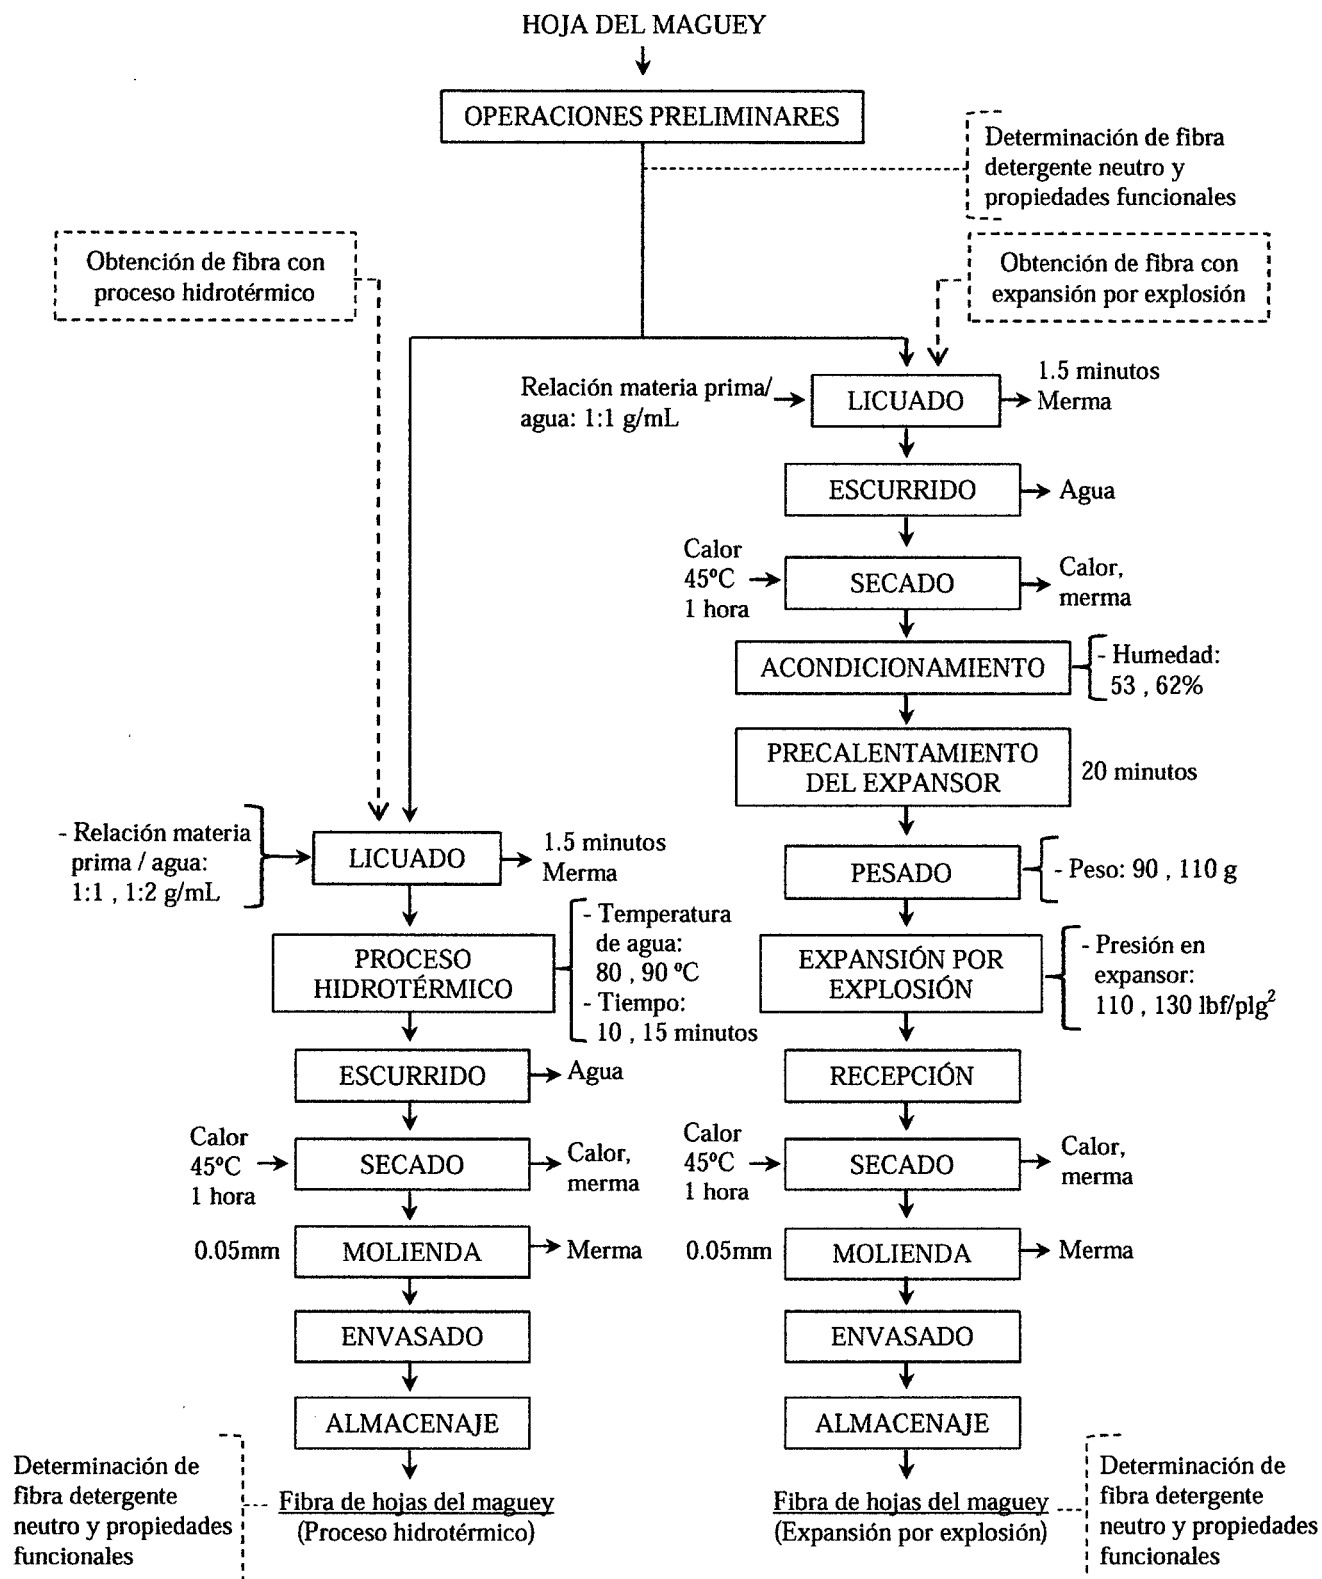 HOJA DEL MAGUEY
OPERACIONES PRELIMINARES
Determinación de fibra
detergente neutro y
propiedades funcionales
Obtención de fibra con
proceso hidrotérmico
Obtención de fibra con
expansión por explosión
Relación materia prima/
agua: 1:1 g/mL
LICUADO
1.5 minutos
Merma
ESCURRIDO
Agua
Calor
45ºC
1 hora
SECADO
Calor,
merma
ACONDICIONAMIENTO
- Humedad:
53 , 62%
PRECALENTAMIENTO
DEL EXPANSOR
20 minutos
PESADO
- Peso: 90 , 110 g
EXPANSIÓN POR
EXPLOSIÓN
- Presión en
expansor:
110 , 130 lbf/plg²
RECEPCIÓN
Calor
45ºC
1 hora
SECADO
Calor,
merma
0.05mm
MOLIENDA
Merma
ENVASADO
ALMACENAJE
Fibra de hojas del maguey
(Expansión por explosión)
Determinación de
fibra detergente
neutro y propiedades
funcionales
- Relación materia
prima / agua:
1:1 , 1:2 g/mL
LICUADO
1.5 minutos
Merma
PROCESO
HIDROTÉRMICO
- Temperatura
de agua:
80 , 90 ºC
- Tiempo:
10 , 15 minutos
ESCURRIDO
Agua
Calor
45ºC
1 hora
SECADO
Calor,
merma
0.05mm
MOLIENDA
Merma
ENVASADO
ALMACENAJE
Fibra de hojas del maguey
(Proceso hidrotérmico)
Determinación de
fibra detergente
neutro y propiedades
funcionales